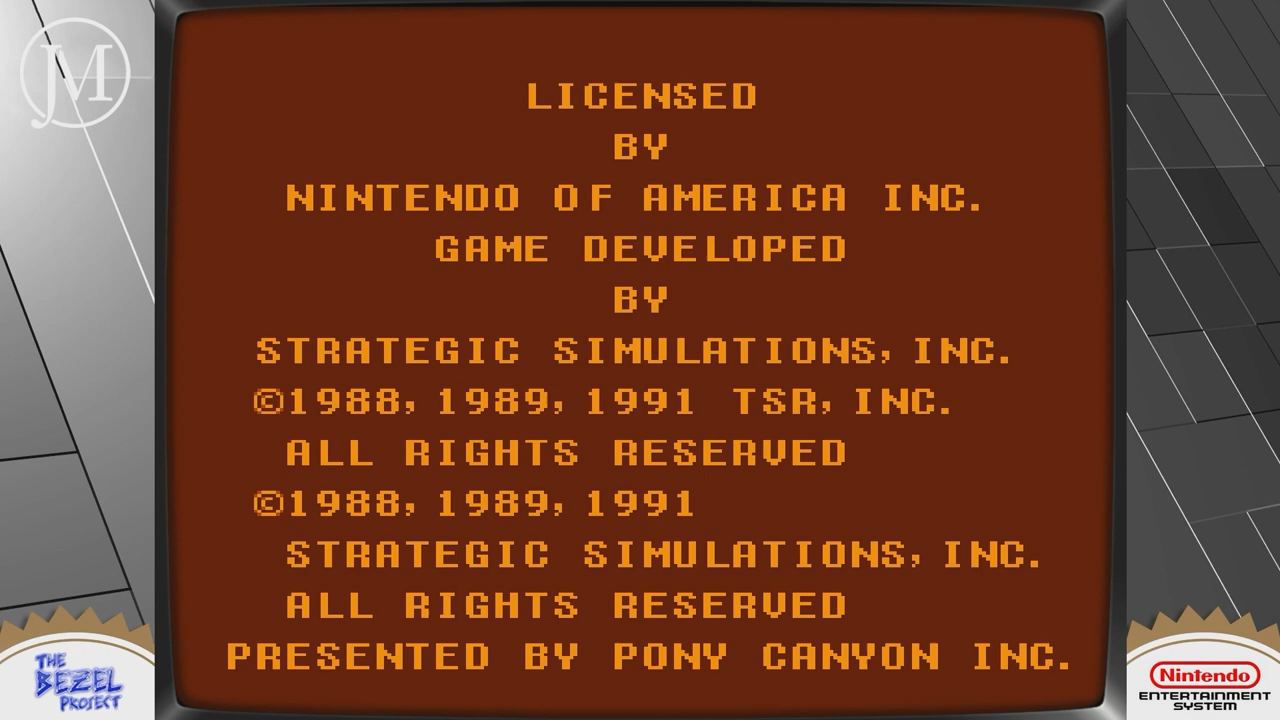 JM
LICENSED
BY
NINTENDO OF AMERICA INC.
GAME DEVELOPED
BY
STRATEGIC SIMULATIONS, INC.
©1988, 1989, 1991 TSR, INC.
ALL RIGHTS RESERVED
©1988, 1989, 1991
STRATEGIC SIMULATIONS, INC.
ALL RIGHTS RESERVED
PRESENTED BY PONY CANYON INC.
THE
BEZEL
PROJECT
Nintendo
ENTERTAINMENT
SYSTEM